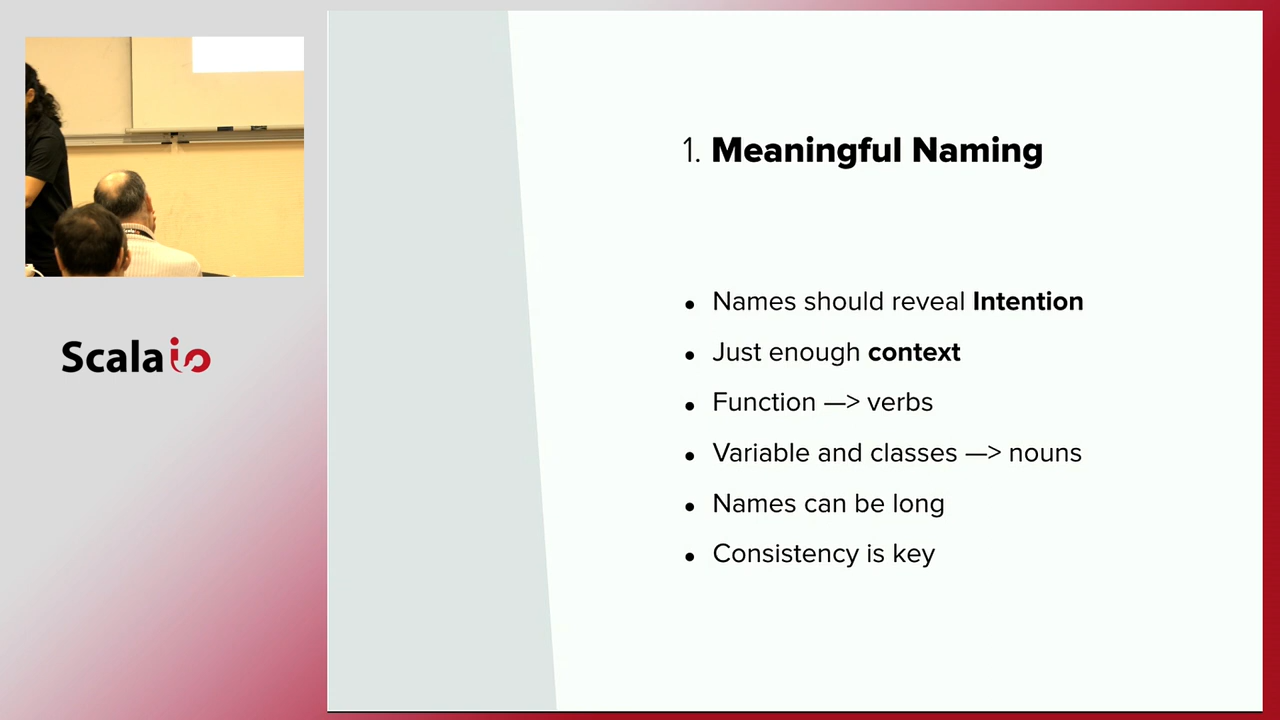 Scala io
1. Meaningful Naming
• Names should reveal Intention
• Just enough context
• Function —> verbs
• Variable and classes —> nouns
• Names can be long
• Consistency is key